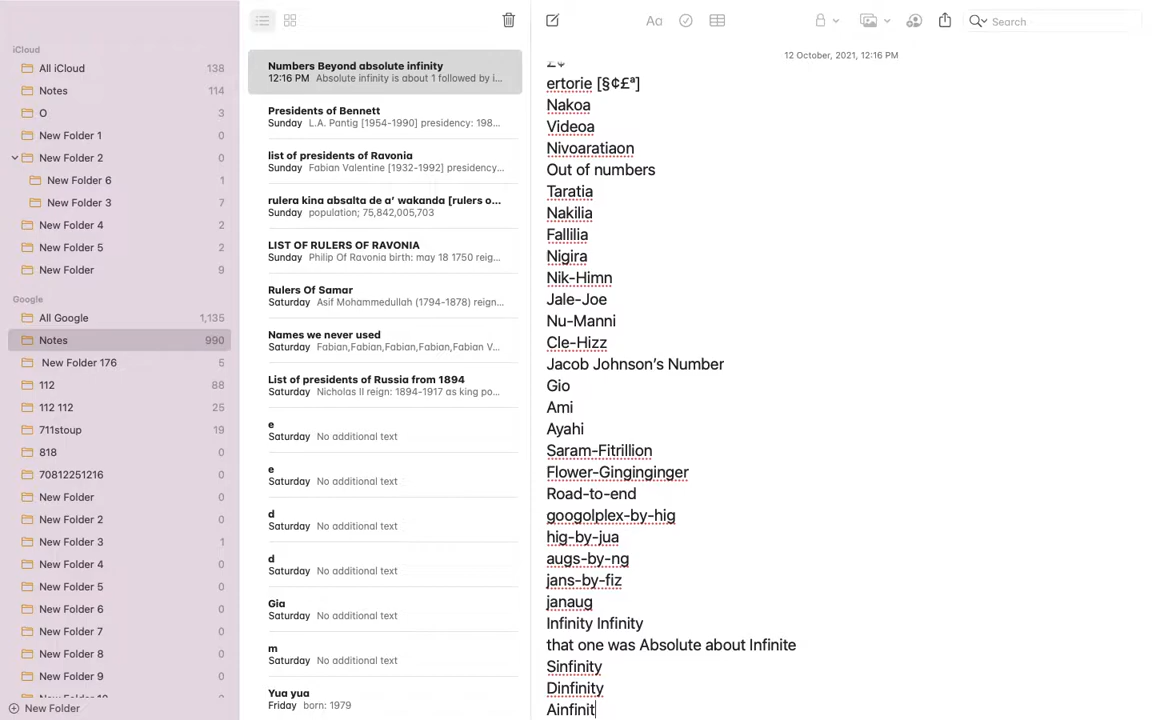 iCloud
All iCloud 138
Notes 114
O 3
New Folder 1 0
New Folder 2 0
New Folder 6 1
New Folder 3 7
New Folder 4 2
New Folder 5 2
New Folder 9
Google
All Google 1,135
Notes 990
New Folder 176 5
112 88
112 112 25
711stoup 19
818 0
70812251216 0
New Folder 0
New Folder 2 0
New Folder 3 1
New Folder 4 0
New Folder 5 0
New Folder 6 0
New Folder 7 0
New Folder 8 0
New Folder 9 0
New Folder
Numbers Beyond absolute infinity
12:16 PM Absolute infinity is about 1 followed by i...
Presidents of Bennett
Sunday L.A. Pantig [1954-1990] presidency: 198...
list of presidents of Ravonia
Sunday Fabian Valentine [1932-1992] presidency...
rulera kina absalta de a’ wakanda [rulers o...
Sunday population; 75,842,005,703
LIST OF RULERS OF RAVONIA
Sunday Philip Of Ravonia birth: may 18 1750 reig...
Rulers Of Samar
Saturday Asif Mohammedullah (1794-1878) reign...
Names we never used
Saturday Fabian,Fabian,Fabian,Fabian,Fabian V...
List of presidents of Russia from 1894
Saturday Nicholas II reign: 1894-1917 as king po...
e
Saturday No additional text
e
Saturday No additional text
d
Saturday No additional text
d
Saturday No additional text
Gia
Saturday No additional text
m
Saturday No additional text
Yua yua
Friday born: 1979
Aa
Search
12 October, 2021, 12:16 PM
ertorie [§¢£ª]
Nakoa
Videoa
Nivoaratiaon
Out of numbers
Taratia
Nakilia
Fallilia
Nigira
Nik-Himn
Jale-Joe
Nu-Manni
Cle-Hizz
Jacob Johnson’s Number
Gio
Ami
Ayahi
Saram-Fitrillion
Flower-Ginginginger
Road-to-end
googolplex-by-hig
hig-by-jua
augs-by-ng
jans-by-fiz
janaug
Infinity Infinity
that one was Absolute about Infinite
Sinfinity
Dinfinity
Ainfinit